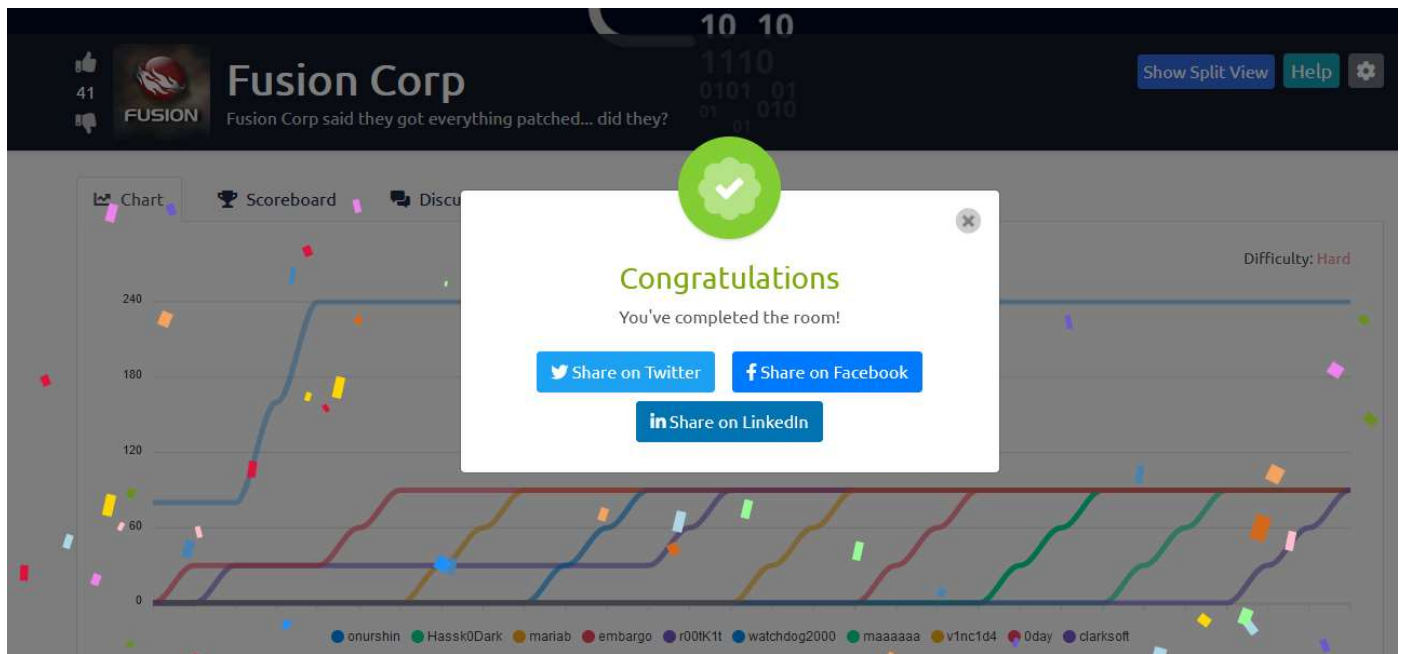 10 10
1110
0101 01
01 010
01
41
FUSION
Fusion Corp
Fusion Corp said they got everything patched... did they?
Show Split View
Help
Chart
Scoreboard
Discu
Difficulty: Hard
Congratulations
You've completed the room!
Share on Twitter
Share on Facebook
in Share on LinkedIn
240
180
120
60
0
onurshin Hassk0Dark mariab embargo r00tK1t watchdog2000 maaaaaa v1nc1d4 0day clarksoft